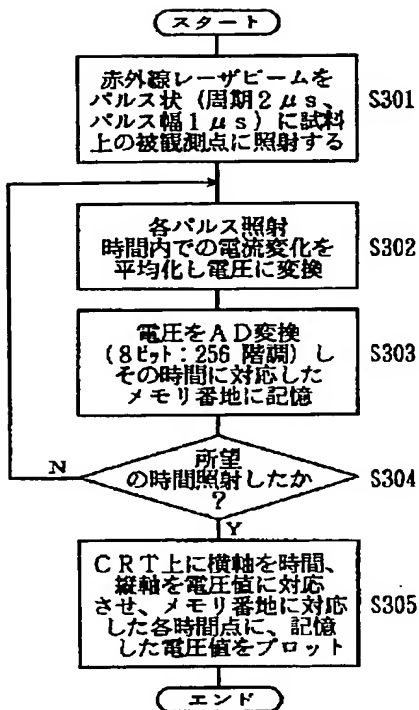 スタート
赤外線レーザビームを
パルス状(周期2μs、
パルス幅1μs)に試料
上の被観測点に照射する
S301
各パルス照射
時間内での電流変化を
平均化し電圧に変換
S302
電圧をAD変換
(8ビット:256 階調)し
その時間に対応した
メモリ番地に記憶
S303
所望
の時間照射したか
?
S304
N
Y
CRT上に横軸を時間、
縦軸を電圧値に対応
させ、メモリ番地に対応
した各時間点に、記憶
した電圧値をプロット
S305
エンド